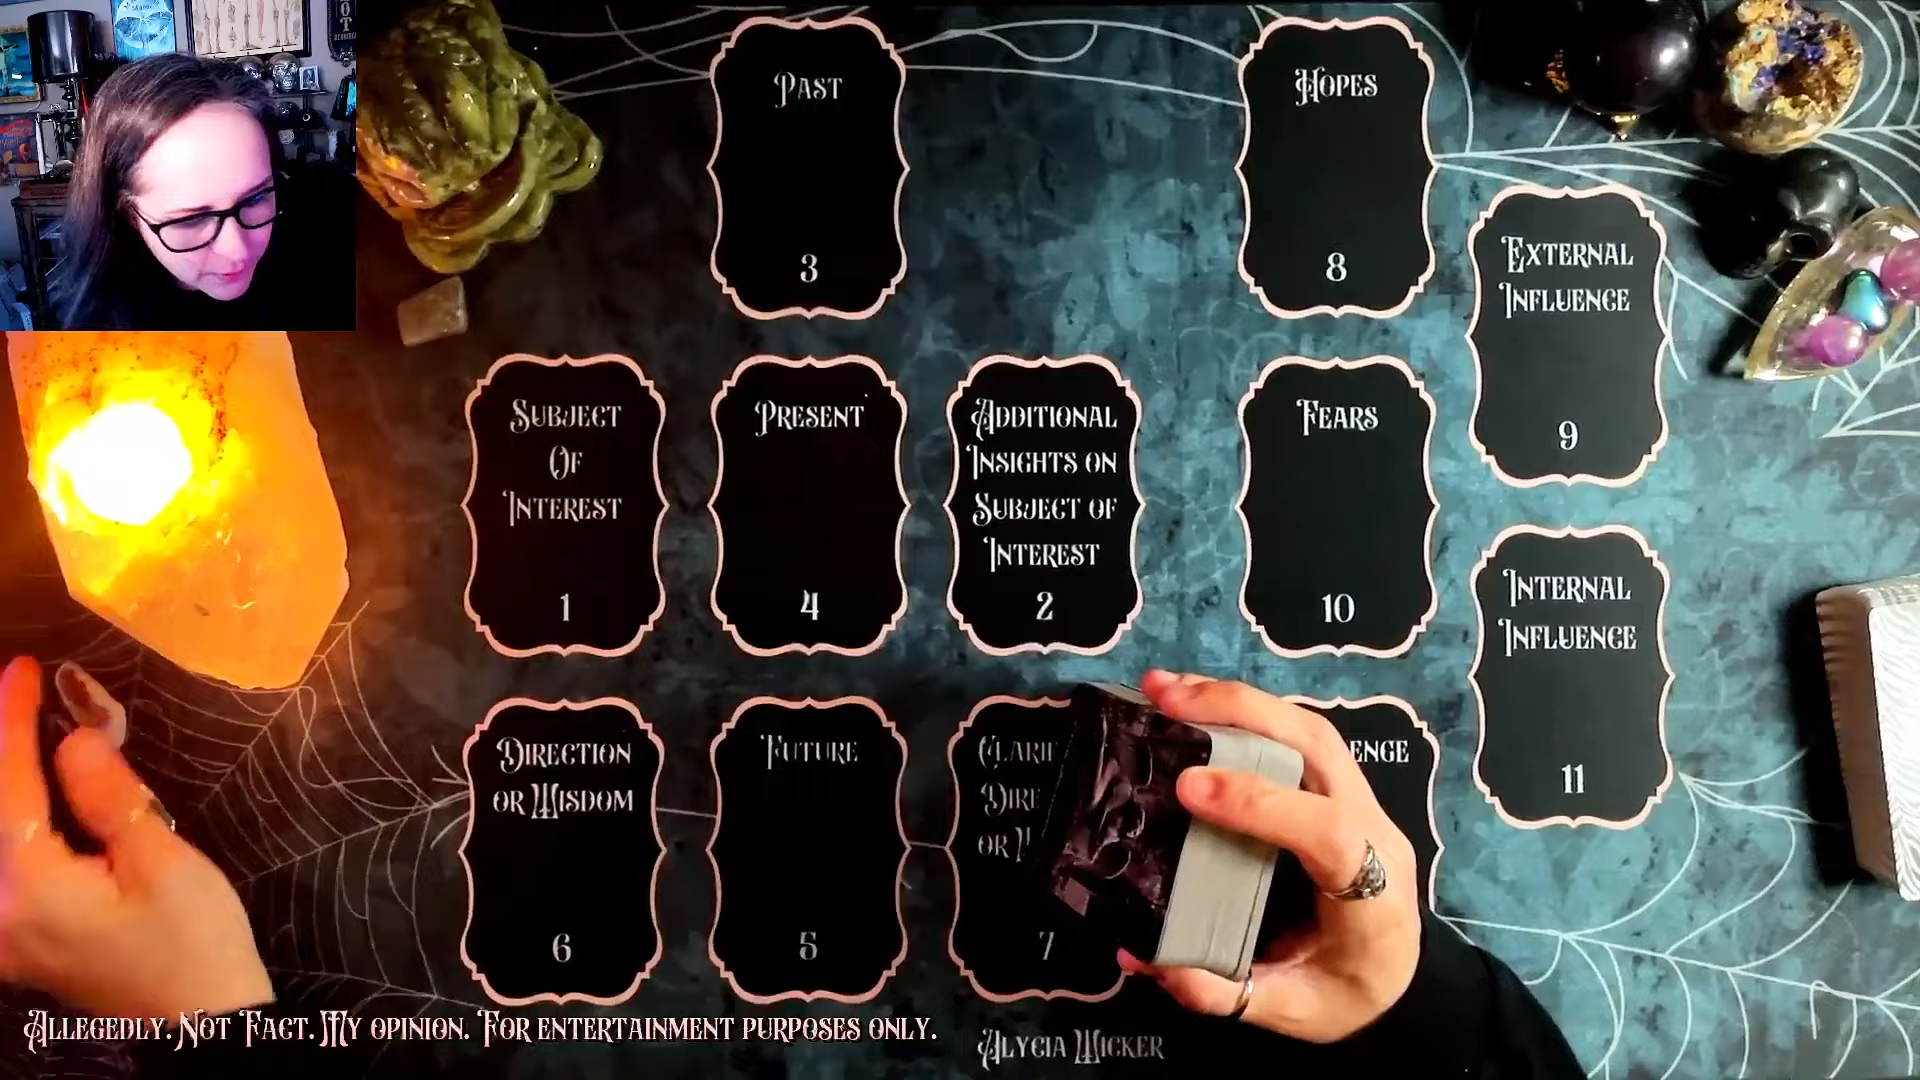 Past
3
Hopes
8
External
Influence
9
Subject
Of
Interest
1
Present
4
Additional
Insights on
Subject of
Interest
2
Fears
10
Internal
Influence
11
Direction
or Wisdom
6
Future
5
7
Allegedly. Not Fact. My opinion. For entertainment purposes only.
Alycia Wicker